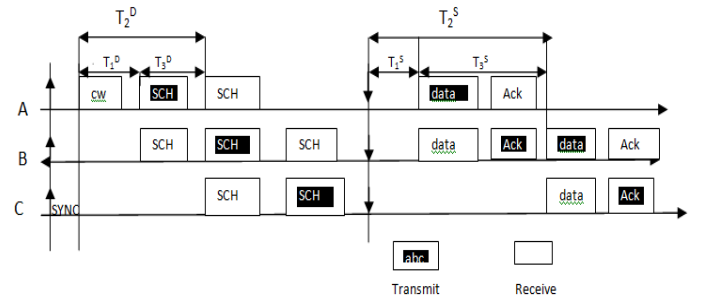 T₂ᴰ T₂ˢ
T₁ᴰ T₃ᴰ T₁ˢ T₃ˢ
A cw SCH SCH data Ack
B SCH SCH SCH data Ack data Ack
C SYNC SCH SCH data Ack
abc
Transmit Receive